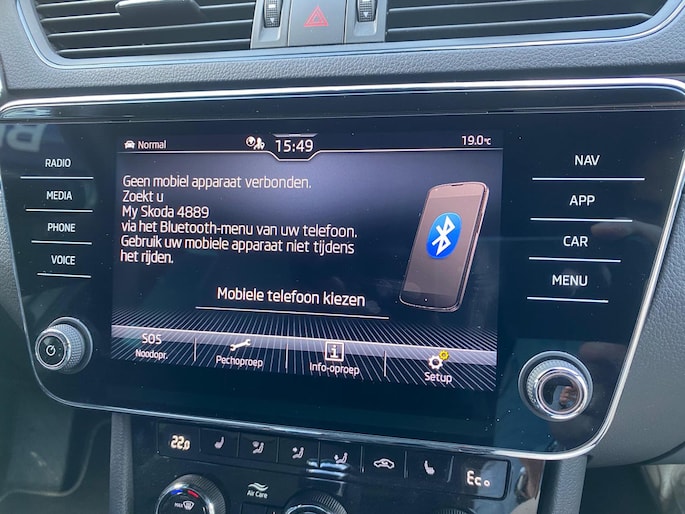 Normal
15:49
19.0°C
RADIO
MEDIA
PHONE
VOICE
NAV
APP
CAR
MENU
Geen mobiel apparaat verbonden.
Zoekt u
My Skoda 4889
via het Bluetooth-menu van uw telefoon.
Gebruik uw mobiele apparaat niet tijdens
het rijden.
Mobiele telefoon kiezen
SOS
Noodopr.
Pechoproep
Info-oproep
Setup
22.0
Eco
Air Care
MAX